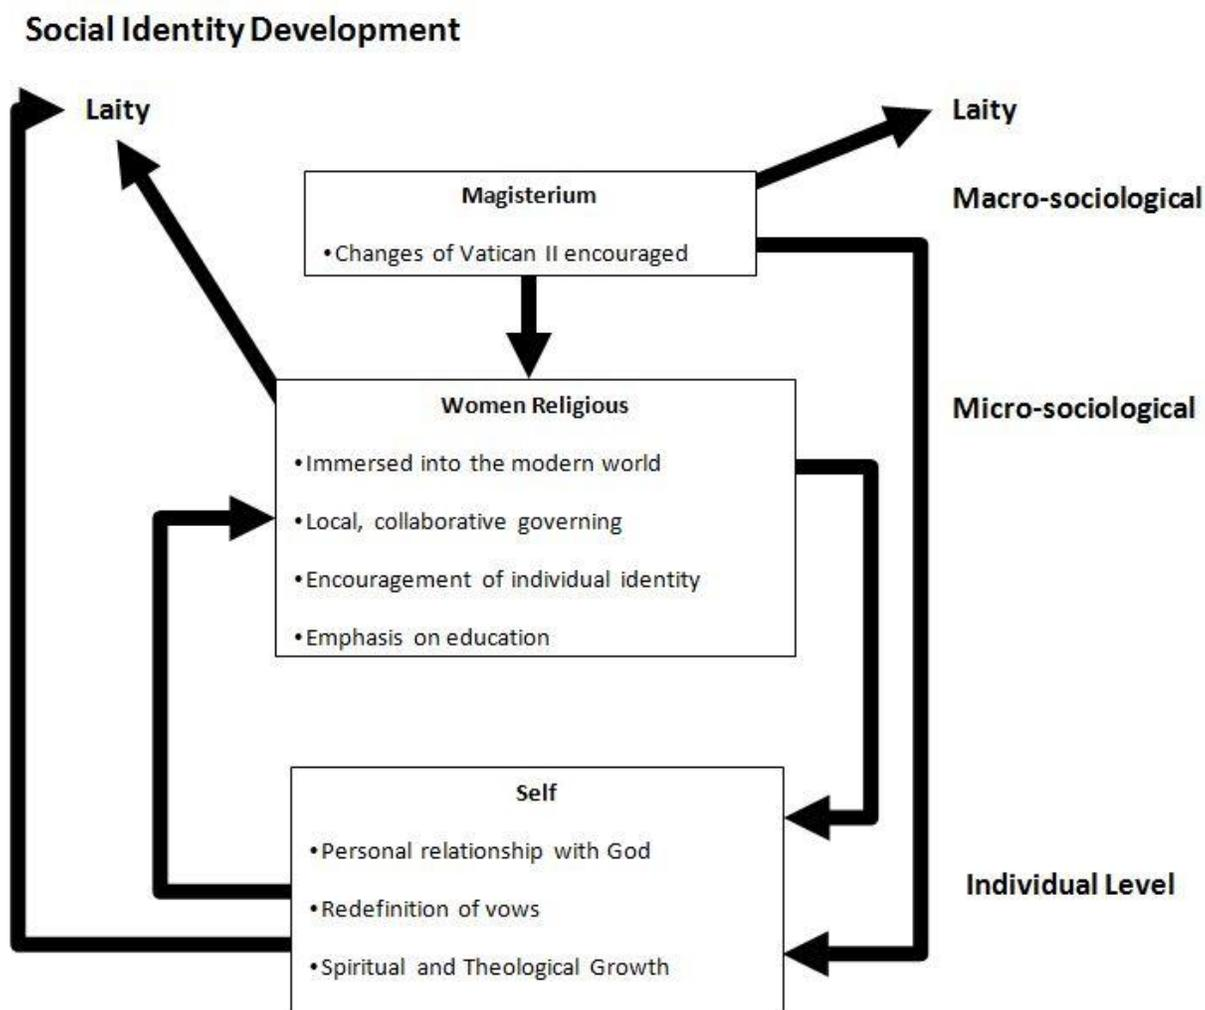 Social Identity Development
Laity
Laity
Magisterium
•Changes of Vatican II encouraged
Macro-sociological
Women Religious
•Immersed into the modern world
•Local, collaborative governing
•Encouragement of individual identity
•Emphasis on education
Micro-sociological
Self
•Personal relationship with God
•Redefinition of vows
•Spiritual and Theological Growth
Individual Level